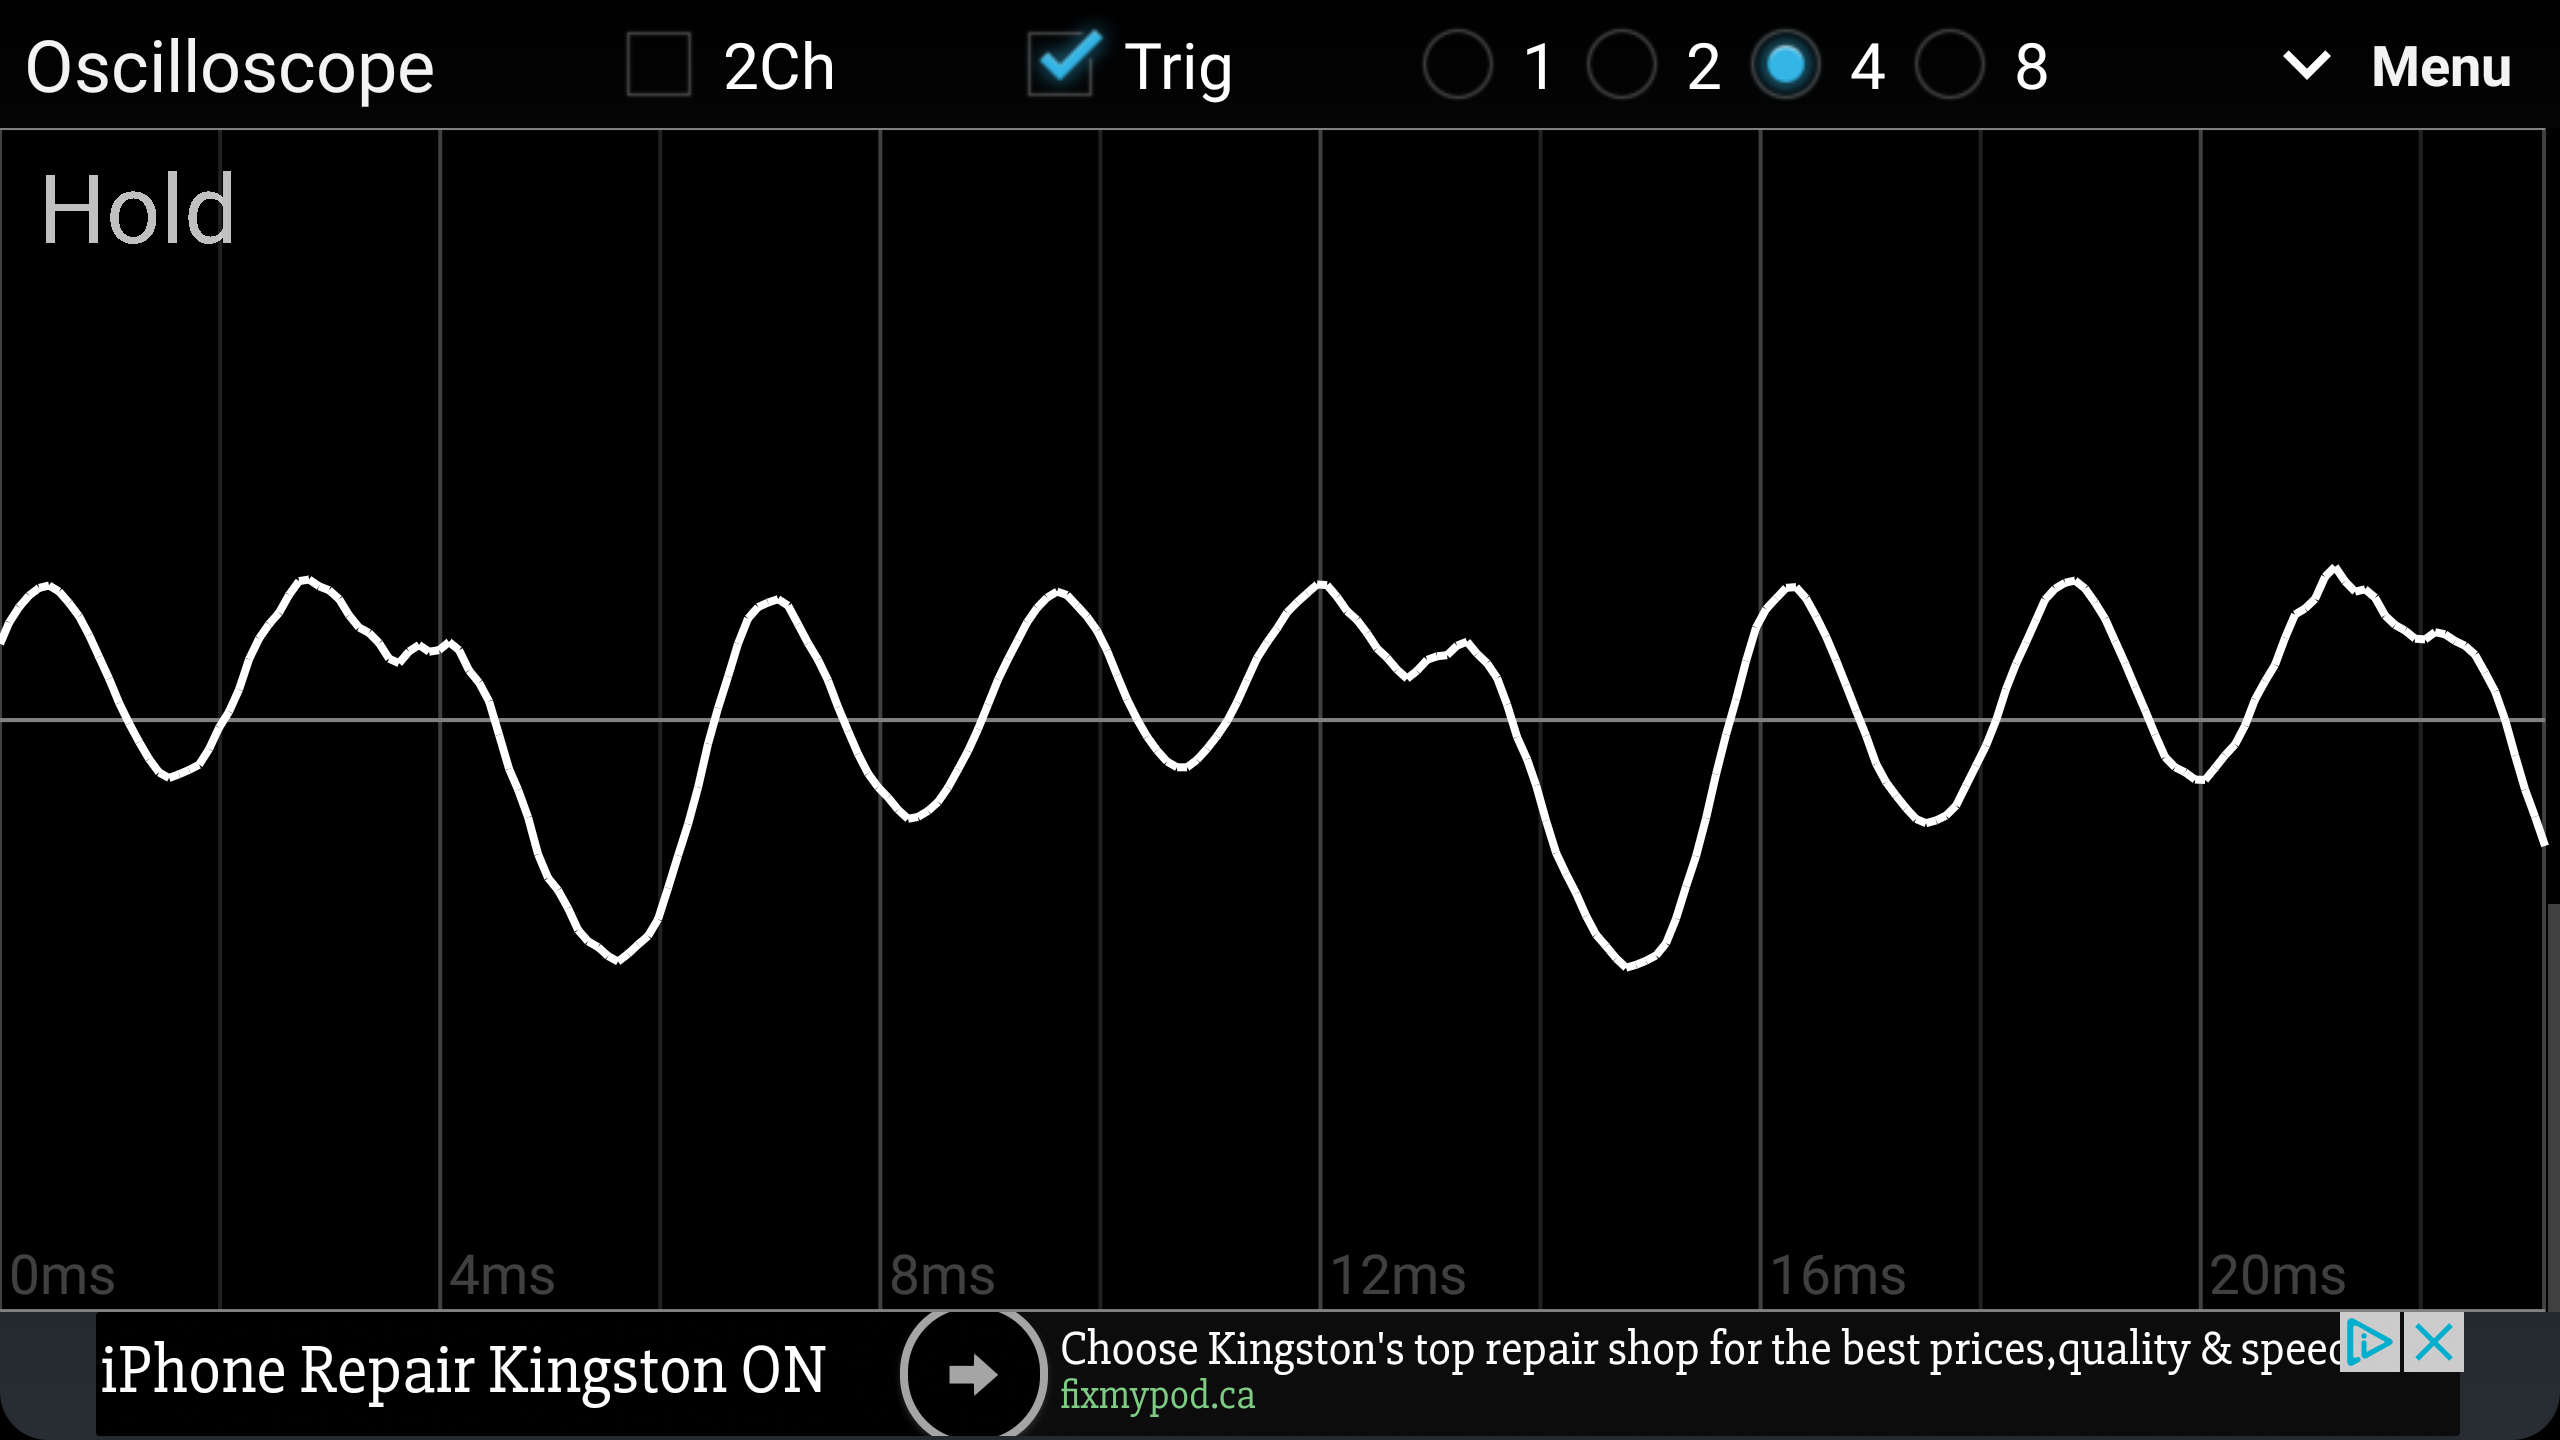 Oscilloscope 2Ch Trig 1 2 4 8 Menu
Hold
0ms 4ms 8ms 12ms 16ms 20ms
iPhone Repair Kingston ON
Choose Kingston's top repair shop for the best prices,quality &
fixmypod.ca